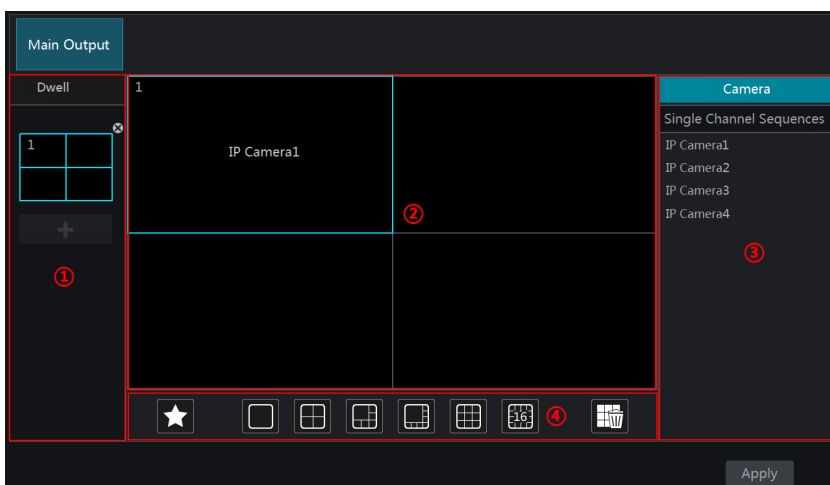 Main Output
Dwell
1
①
1
IP Camera1
②
Camera
Single Channel Sequences
IP Camera1
IP Camera2
IP Camera3
IP Camera4
③
16
④
Apply